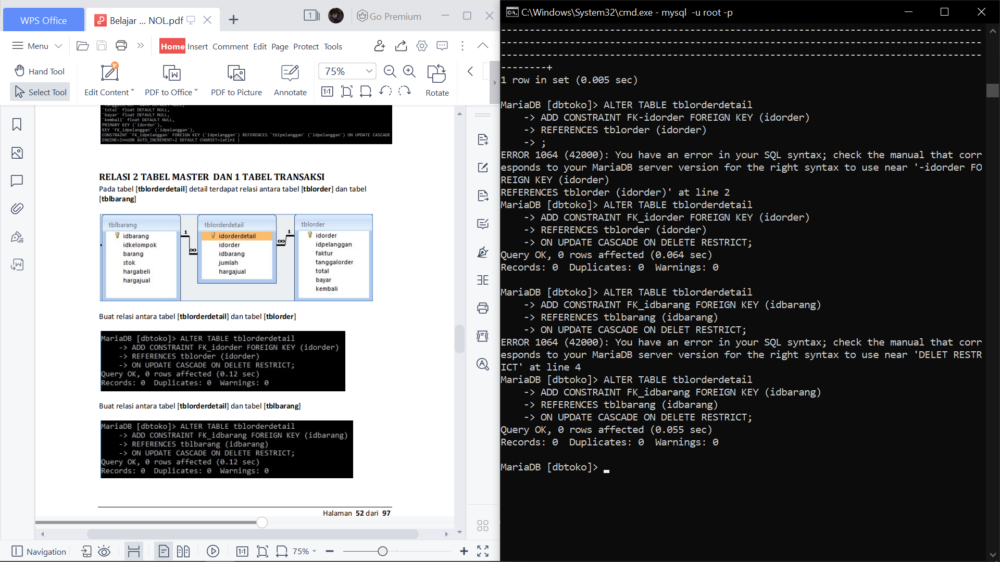 WPS Office
Belajar ... NOL.pdf
1
Go Premium
Menu
Home Insert Comment Edit Page Protect Tools
Hand Tool
Select Tool
Edit Content
PDF to Office
PDF to Picture
Annotate
75%
1:1
Rotate
`total` float DEFAULT NULL,
`bayar` float DEFAULT NULL,
`kembali` float DEFAULT NULL,
PRIMARY KEY (`idorder`),
KEY `FK_idpelanggan` (`idpelanggan`),
CONSTRAINT `FK_idpelanggan` FOREIGN KEY (`idpelanggan`) REFERENCES `tblpelanggan` (`idpelanggan`) ON UPDATE CASCADE
ENGINE=InnoDB AUTO_INCREMENT=2 DEFAULT CHARSET=latin1 |
RELASI 2 TABEL MASTER DAN 1 TABEL TRANSAKSI
Pada tabel [tblorderdetail] detail terdapat relasi antara tabel [tblorder] dan tabel
[tblbarang]
tblbarang
idbarang
idkelompok
barang
stok
hargabeli
hargajual
1
∞
tblorderdetail
idorderdetail
idorder
idbarang
jumlah
hargajual
∞
1
tblorder
idorder
idpelanggan
faktur
tanggalorder
total
bayar
kembali
Buat relasi antara tabel [tblorderdetail] dan tabel [tblorder]
MariaDB [dbtoko]> ALTER TABLE tblorderdetail
-> ADD CONSTRAINT FK_idorder FOREIGN KEY (idorder)
-> REFERENCES tblorder (idorder)
-> ON UPDATE CASCADE ON DELETE RESTRICT;
Query OK, 0 rows affected (0.12 sec)
Records: 0  Duplicates: 0  Warnings: 0
Buat relasi antara tabel [tblorderdetail] dan tabel [tblbarang]
MariaDB [dbtoko]> ALTER TABLE tblorderdetail
-> ADD CONSTRAINT FK_idbarang FOREIGN KEY (idbarang)
-> REFERENCES tblbarang (idbarang)
-> ON UPDATE CASCADE ON DELETE RESTRICT;
Query OK, 0 rows affected (0.12 sec)
Records: 0  Duplicates: 0  Warnings: 0
Halaman 52 dari 97
Navigation
1:1
75%
C:\Windows\System32\cmd.exe - mysql  -u root -p
--------+
1 row in set (0.005 sec)
MariaDB [dbtoko]> ALTER TABLE tblorderdetail
-> ADD CONSTRAINT FK-idorder FOREIGN KEY (idorder)
-> REFERENCES tblorder (idorder)
-> ;
ERROR 1064 (42000): You have an error in your SQL syntax; check the manual that corr
esponds to your MariaDB server version for the right syntax to use near '-idorder FO
REIGN KEY (idorder)
REFERENCES tblorder (idorder)' at line 2
MariaDB [dbtoko]> ALTER TABLE tblorderdetail
-> ADD CONSTRAINT FK_idorder FOREIGN KEY (idorder)
-> REFERENCES tblorder (idorder)
-> ON UPDATE CASCADE ON DELETE RESTRICT;
Query OK, 0 rows affected (0.064 sec)
Records: 0  Duplicates: 0  Warnings: 0
MariaDB [dbtoko]> ALTER TABLE tblorderdetail
-> ADD CONSTRAINT FK_idbarang FOREIGN KEY (idbarang)
-> REFERENCES tblbarang (idbarang)
-> ON UPDATE CASCADE ON DELET RESTRICT;
ERROR 1064 (42000): You have an error in your SQL syntax; check the manual that corr
esponds to your MariaDB server version for the right syntax to use near 'DELET RESTR
ICT' at line 4
MariaDB [dbtoko]> ALTER TABLE tblorderdetail
-> ADD CONSTRAINT FK_idbarang FOREIGN KEY (idbarang)
-> REFERENCES tblbarang (idbarang)
-> ON UPDATE CASCADE ON DELETE RESTRICT;
Query OK, 0 rows affected (0.055 sec)
Records: 0  Duplicates: 0  Warnings: 0
MariaDB [dbtoko]>